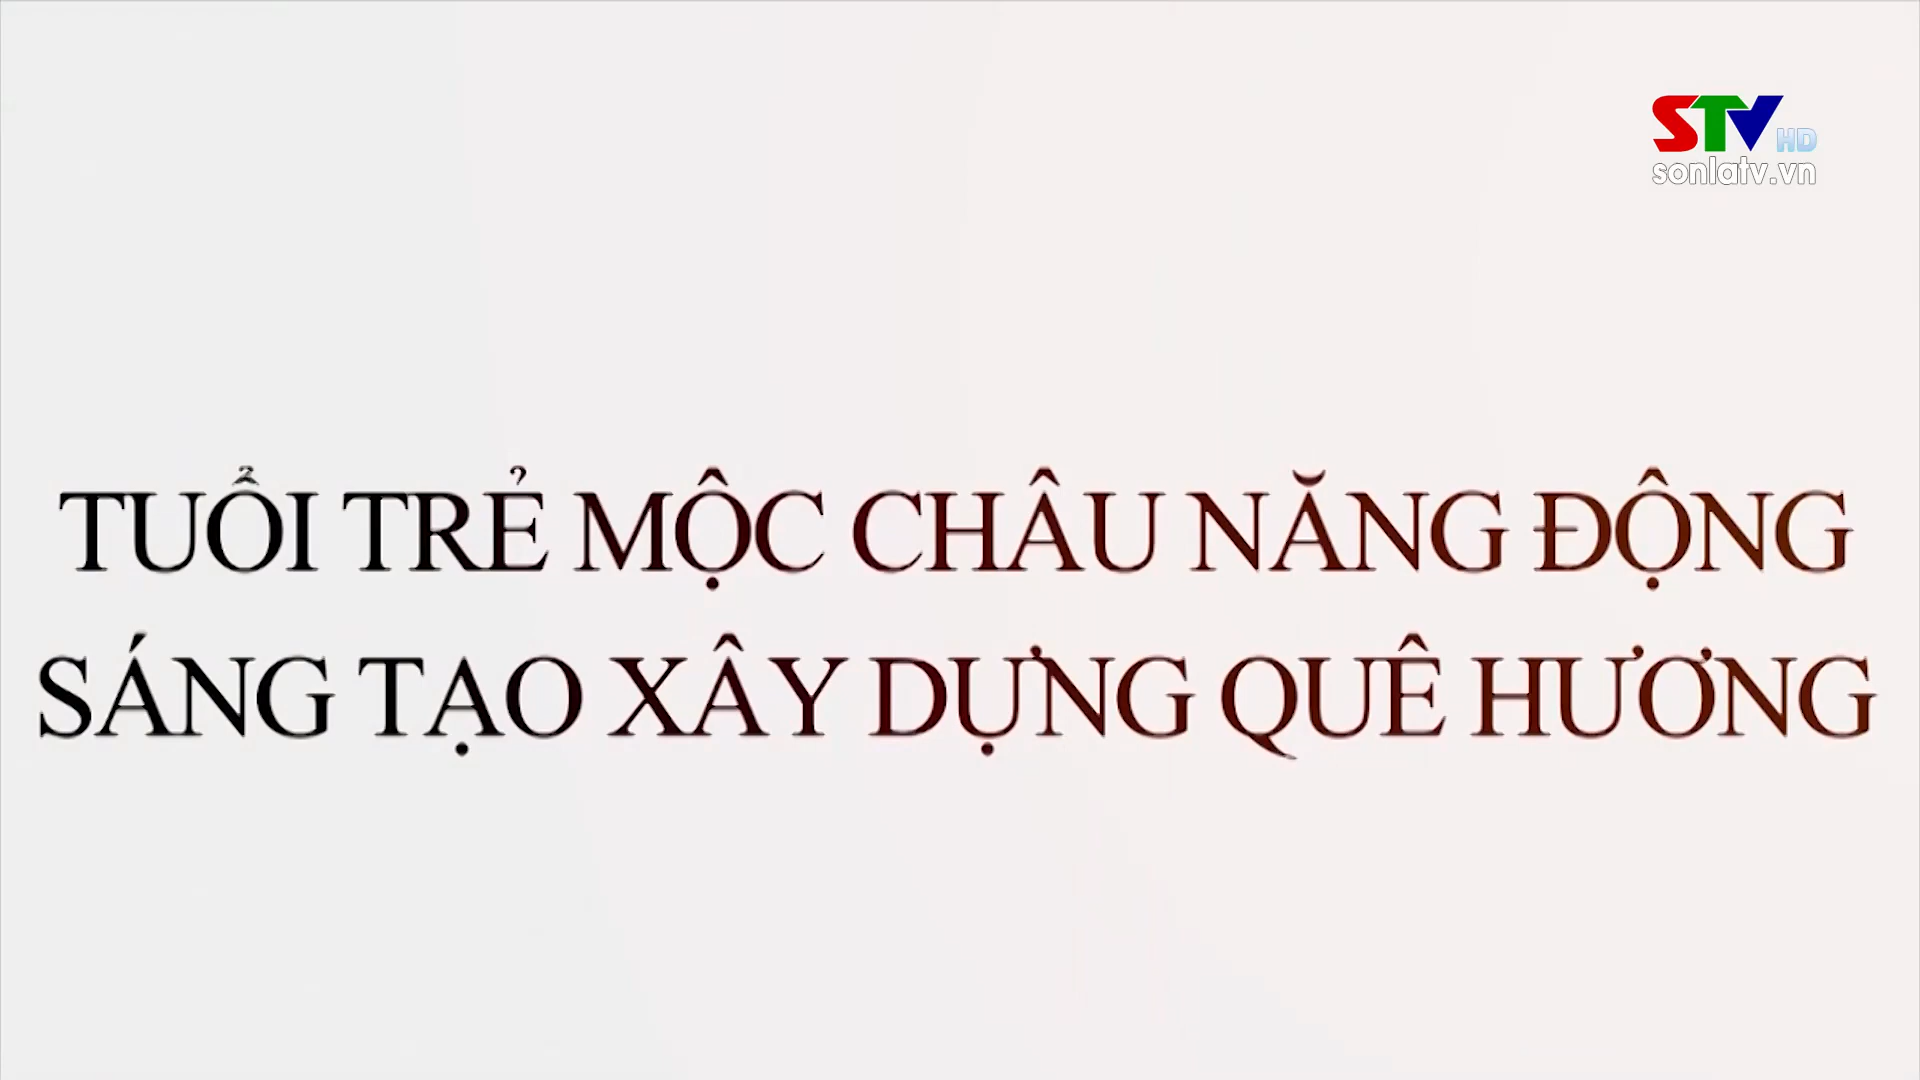 STV HD
sonlatv.vn
TUỔI TRẺ MỘC CHÂU NĂNG ĐỘNG
SÁNG TẠO XÂY DỰNG QUÊ HƯƠNG